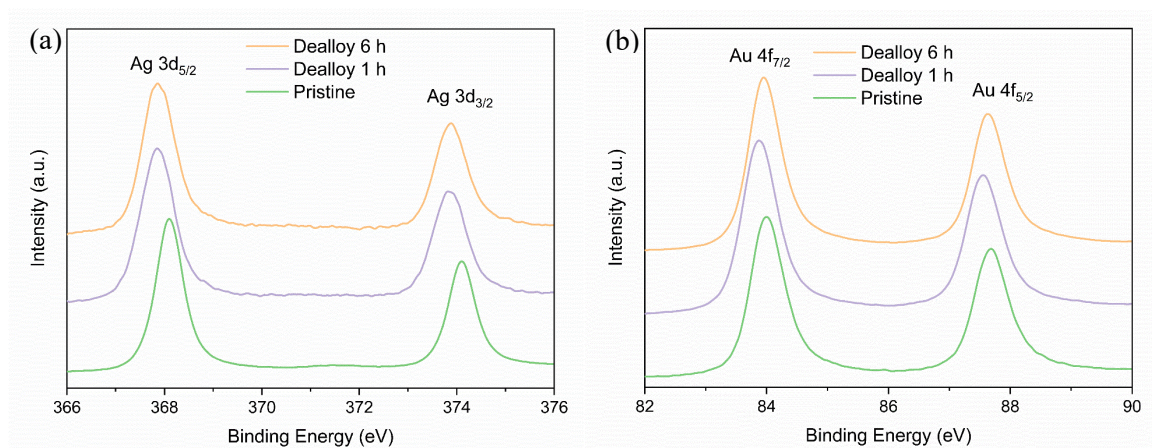 (a)
Dealloy 6 h
Dealloy 1 h
Pristine
Ag 3d5/2
Ag 3d3/2
Intensity (a.u.)
366 368 370 372 374 376
Binding Energy (eV)
(b)
Dealloy 6 h
Dealloy 1 h
Pristine
Au 4f7/2
Au 4f5/2
Intensity (a.u.)
82 84 86 88 90
Binding Energy (eV)